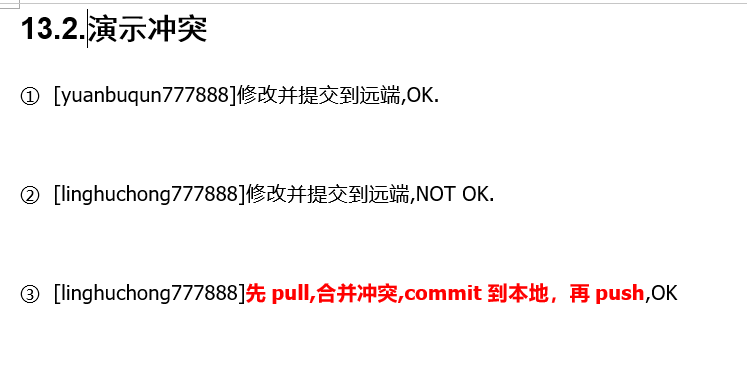 13.2.演示冲突
① [yuanbuqun777888]修改并提交到远端,OK.
② [linghuchong777888]修改并提交到远端,NOT OK.
③ [linghuchong777888]先 pull,合并冲突,commit 到本地，再 push,OK